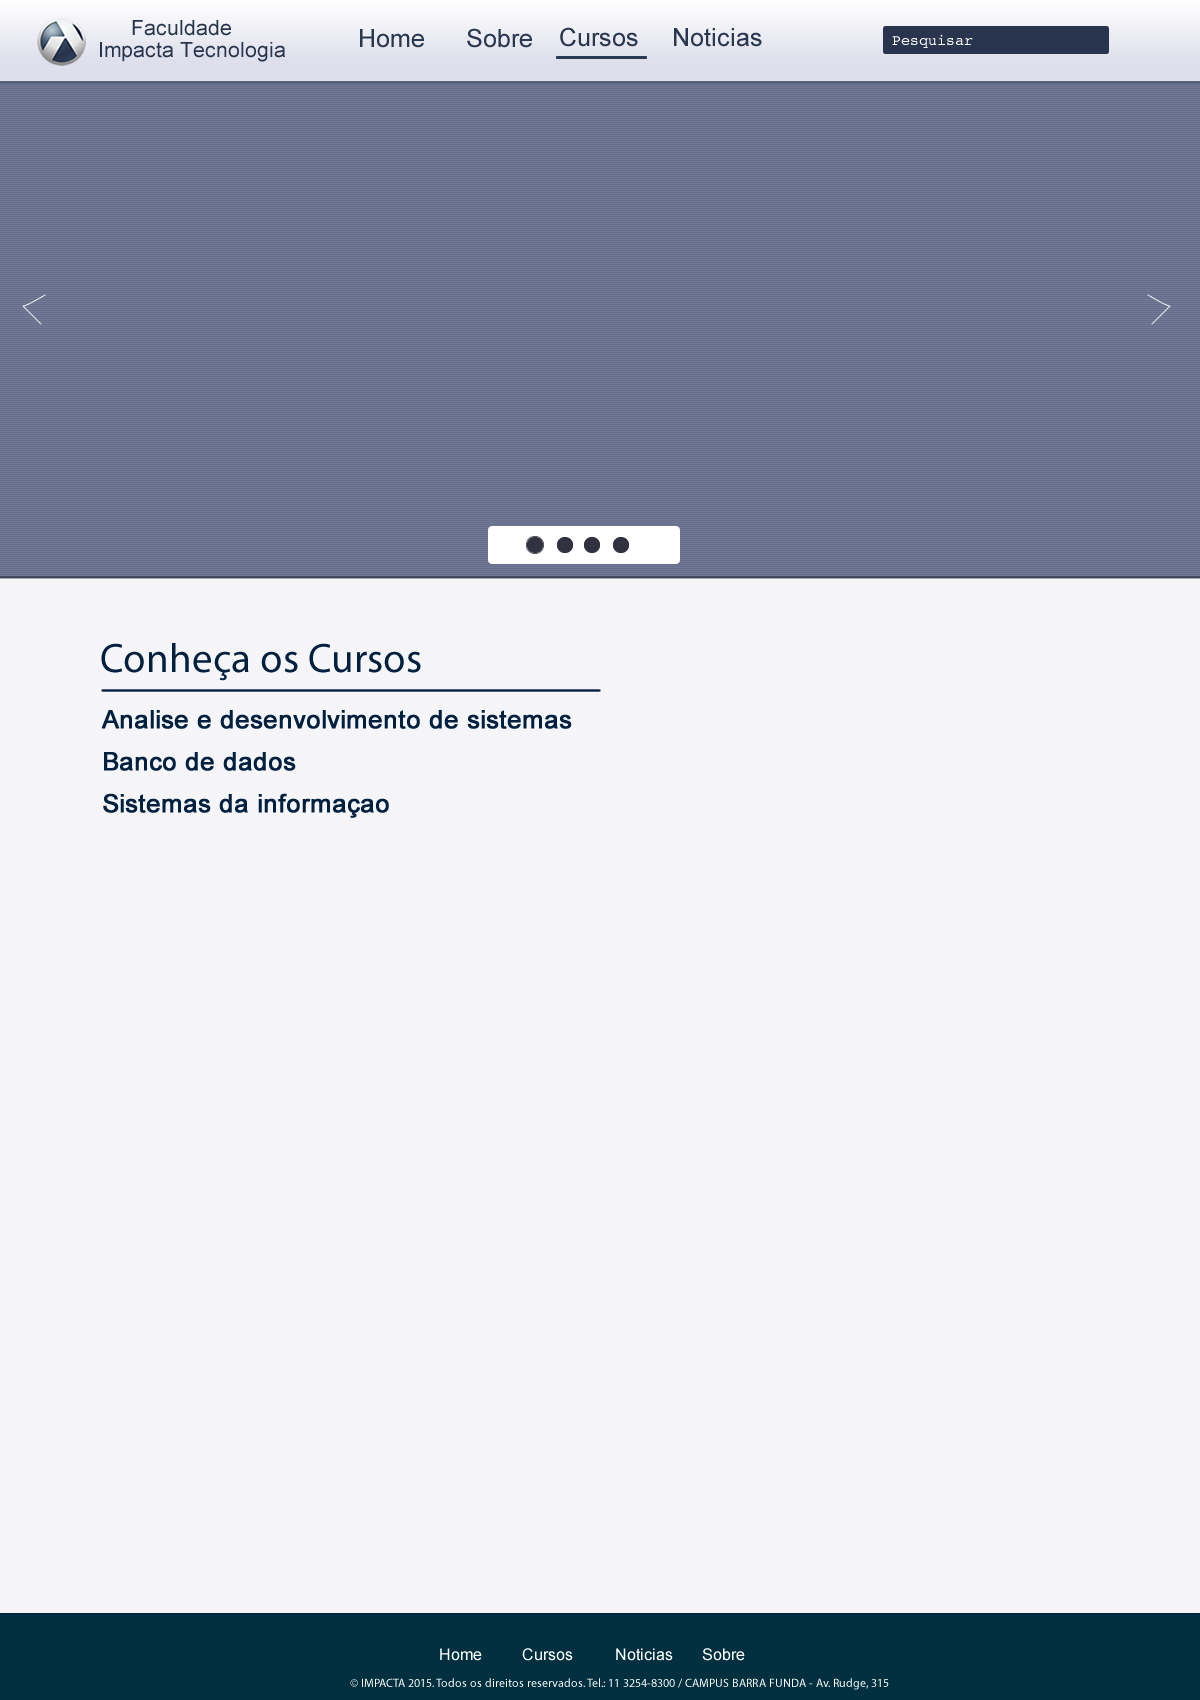 Faculdade
Impacta Tecnologia
Home Sobre Cursos Noticias
Pesquisar
Conheça os Cursos
Analise e desenvolvimento de sistemas
Banco de dados
Sistemas da informaçao
Home Cursos Noticias Sobre
© IMPACTA 2015. Todos os direitos reservados. Tel.: 11 3254-8300 / CAMPUS BARRA FUNDA - Av. Rudge, 315